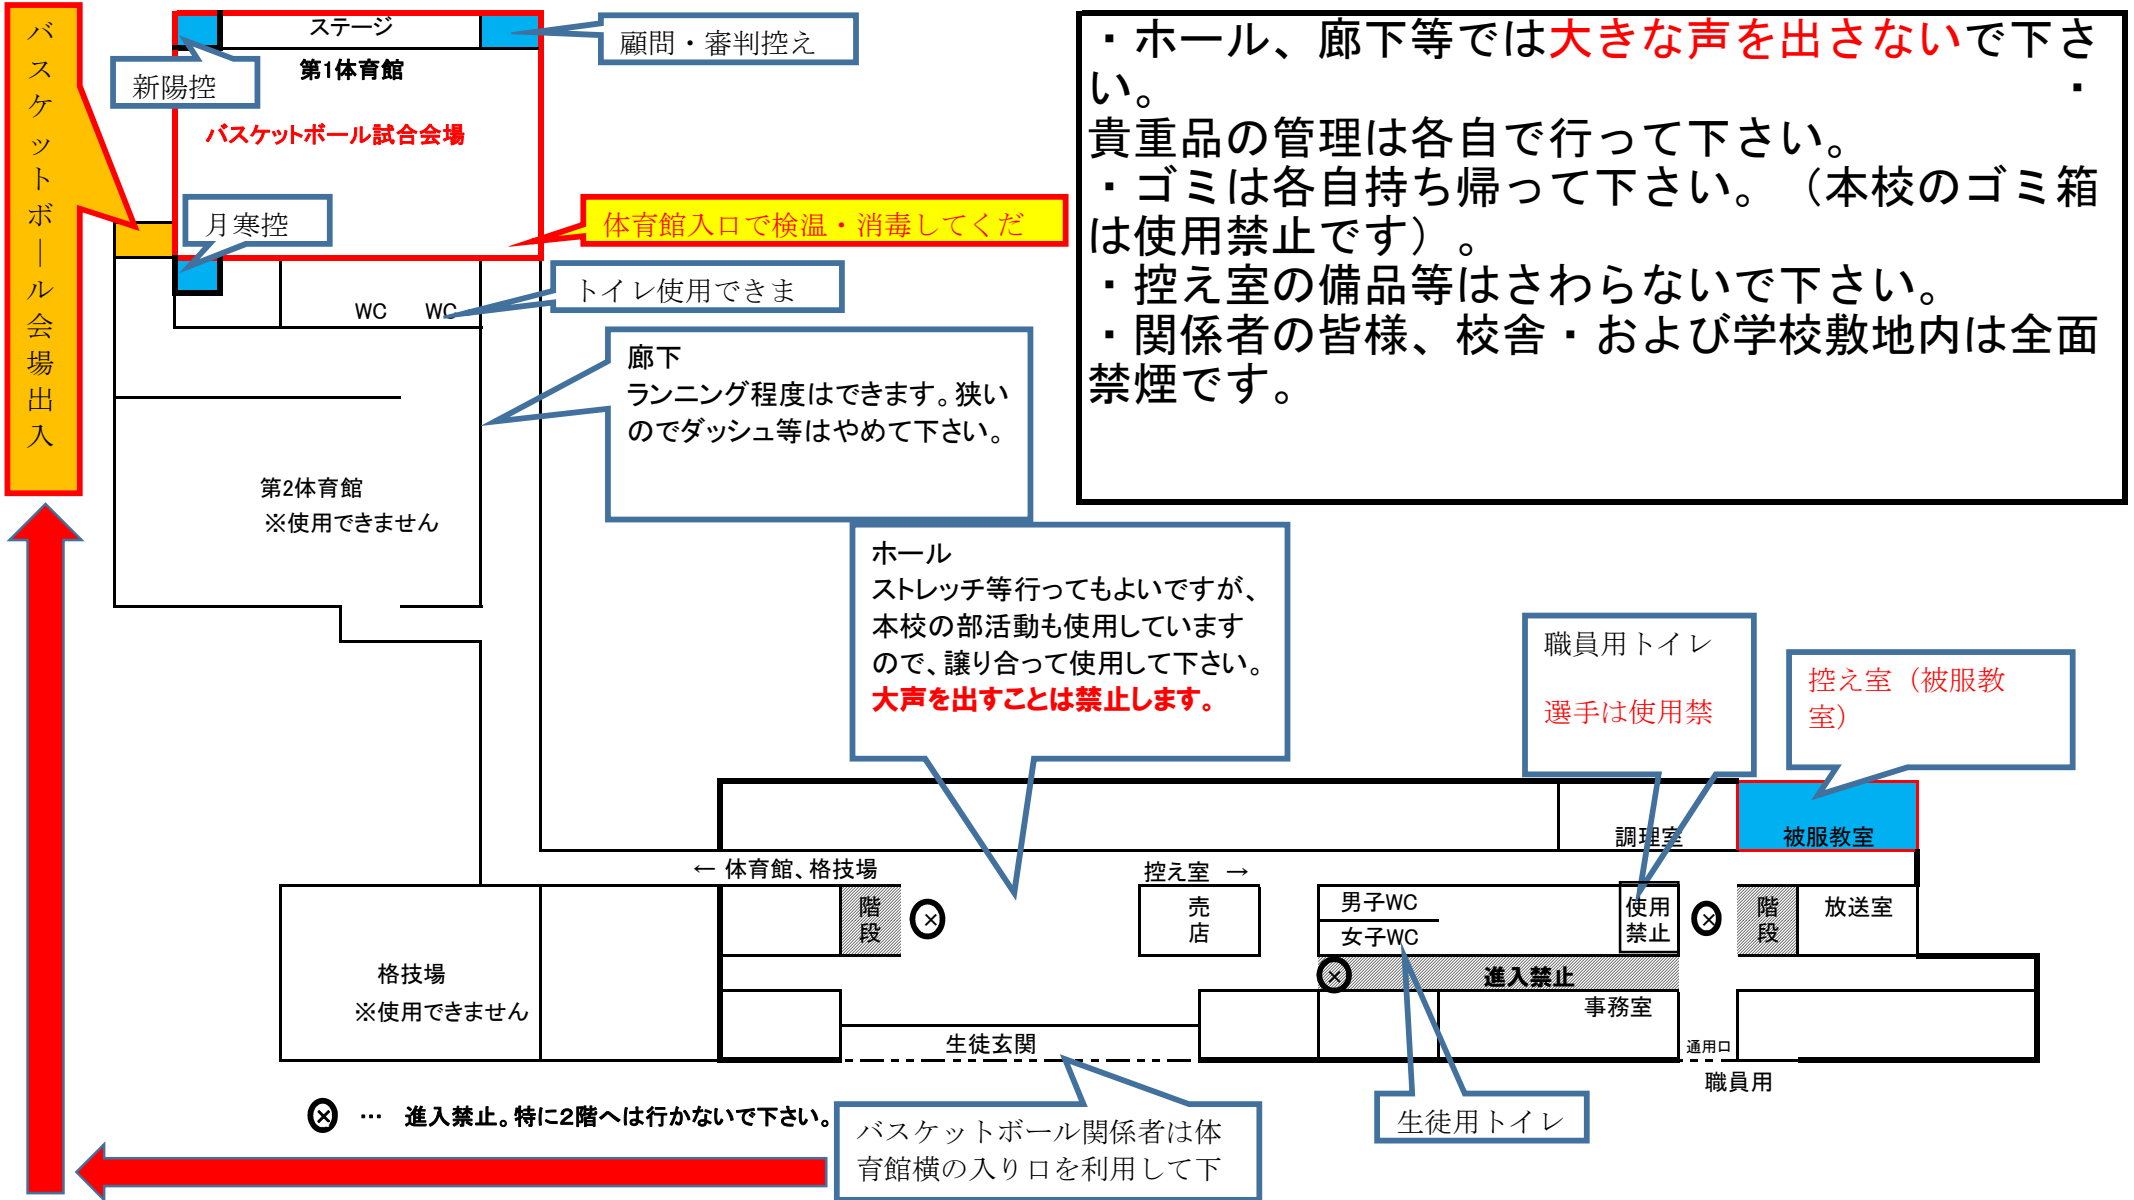 バスケットボール会場出入
ステージ
第1体育館
バスケットボール試合会場
新陽控
顧問・審判控え
月寒控
体育館入口で検温・消毒してくだ
トイレ使用できま
WC WC
廊下
ランニング程度はできます。狭い
のでダッシュ等はやめて下さい。
・ホール、廊下等では大きな声を出さないで下さ
い。 ・
貴重品の管理は各自で行って下さい。
・ゴミは各自持ち帰って下さい。（本校のゴミ箱
は使用禁止です）。
・控え室の備品等はさわらないで下さい。
・関係者の皆様、校舎・および学校敷地内は全面
禁煙です。
第2体育館
※使用できません
ホール
ストレッチ等行ってもよいですが、
本校の部活動も使用しています
ので、譲り合って使用して下さい。
大声を出すことは禁止します。
職員用トイレ
選手は使用禁
控え室（被服教
室）
調理室
被服教室
← 体育館、格技場
控え室 →
階段
売店
男子WC
女子WC
使用
禁止
階段
放送室
格技場
※使用できません
進入禁止
事務室
生徒玄関
通用口
職員用
⊗ … 進入禁止。特に2階へは行かないで下さい。
バスケットボール関係者は体
育館横の入り口を利用して下
生徒用トイレ